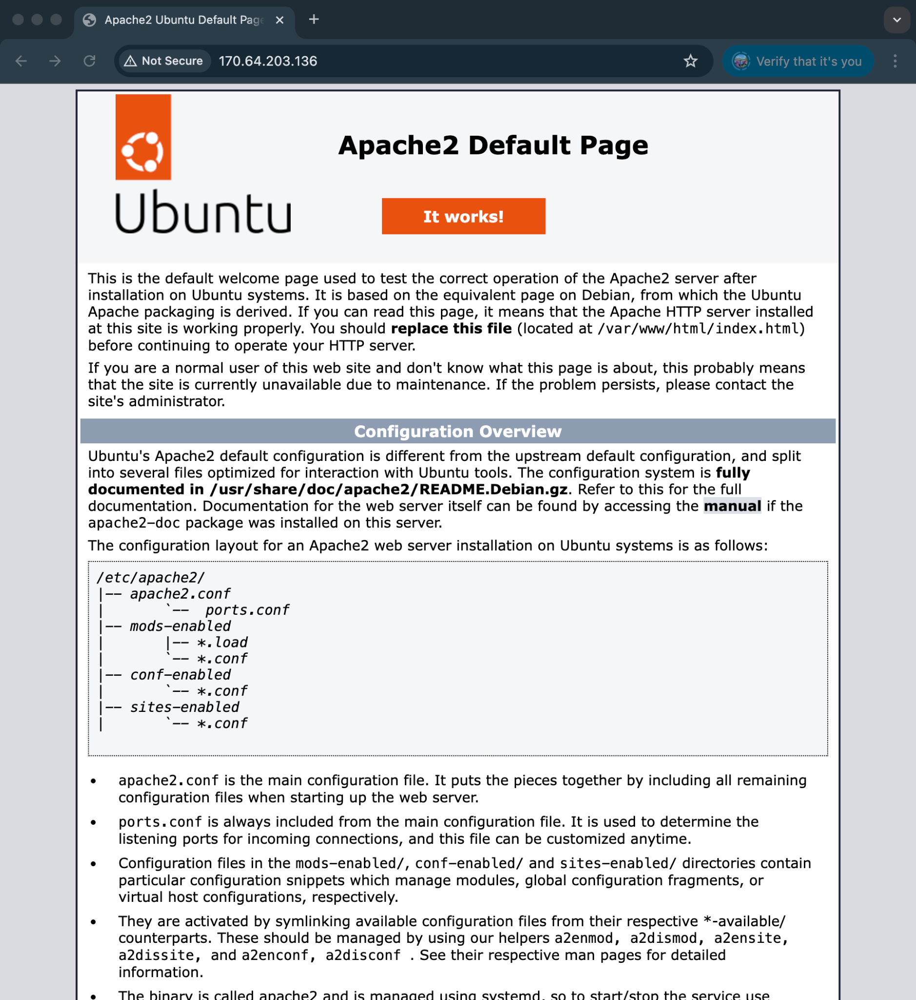 Apache2 Ubuntu Default Page
Not Secure
170.64.203.136
Verify that it's you
Apache2 Default Page
Ubuntu
It works!
This is the default welcome page used to test the correct operation of the Apache2 server after
installation on Ubuntu systems. It is based on the equivalent page on Debian, from which the Ubuntu
Apache packaging is derived. If you can read this page, it means that the Apache HTTP server installed
at this site is working properly. You should replace this file (located at /var/www/html/index.html)
before continuing to operate your HTTP server.
If you are a normal user of this web site and don't know what this page is about, this probably means
that the site is currently unavailable due to maintenance. If the problem persists, please contact the
site's administrator.
Configuration Overview
Ubuntu's Apache2 default configuration is different from the upstream default configuration, and split
into several files optimized for interaction with Ubuntu tools. The configuration system is fully
documented in /usr/share/doc/apache2/README.Debian.gz. Refer to this for the full
documentation. Documentation for the web server itself can be found by accessing the manual if the
apache2-doc package was installed on this server.
The configuration layout for an Apache2 web server installation on Ubuntu systems is as follows:
/etc/apache2/
|-- apache2.conf
|       `--  ports.conf
|-- mods-enabled
|       |-- *.load
|       `-- *.conf
|-- conf-enabled
|       `-- *.conf
|-- sites-enabled
|       `-- *.conf
• apache2.conf is the main configuration file. It puts the pieces together by including all remaining
configuration files when starting up the web server.
• ports.conf is always included from the main configuration file. It is used to determine the
listening ports for incoming connections, and this file can be customized anytime.
• Configuration files in the mods-enabled/, conf-enabled/ and sites-enabled/ directories contain
particular configuration snippets which manage modules, global configuration fragments, or
virtual host configurations, respectively.
• They are activated by symlinking available configuration files from their respective *-available/
counterparts. These should be managed by using our helpers a2enmod, a2dismod, a2ensite,
a2dissite, and a2enconf, a2disconf . See their respective man pages for detailed
information.
• The binary is called apache2 and is managed using systemd, so to start/stop the service use